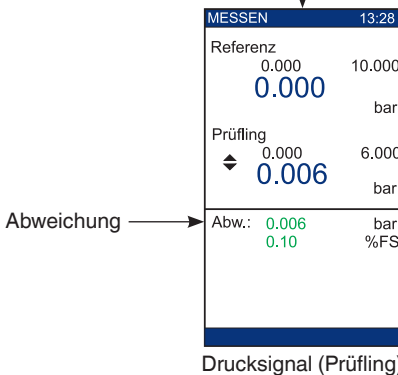 MESSEN 13:28
Referenz
0.000 10.000
0.000
bar
Prüfling
0.000 6.000
0.006
bar
Abweichung
Abw.: 0.006 bar
0.10 %FS
Drucksignal (Prüfling)